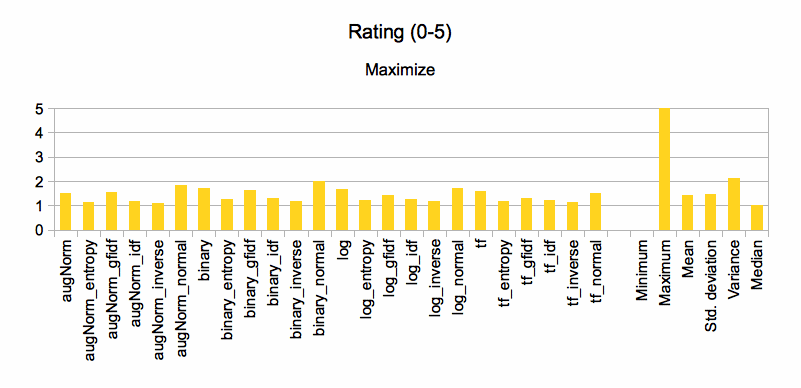 Rating (0-5)
Maximize
5
4
3
2
1
0
augNorm
augNorm_entropy
augNorm_gfidf
augNorm_idf
augNorm_inverse
augNorm_normal
binary
binary_entropy
binary_gfidf
binary_idf
binary_inverse
binary_normal
log
log_entropy
log_gfidf
log_idf
log_inverse
log_normal
tf
tf_entropy
tf_gfidf
tf_idf
tf_inverse
tf_normal
Minimum
Maximum
Mean
Std. deviation
Variance
Median